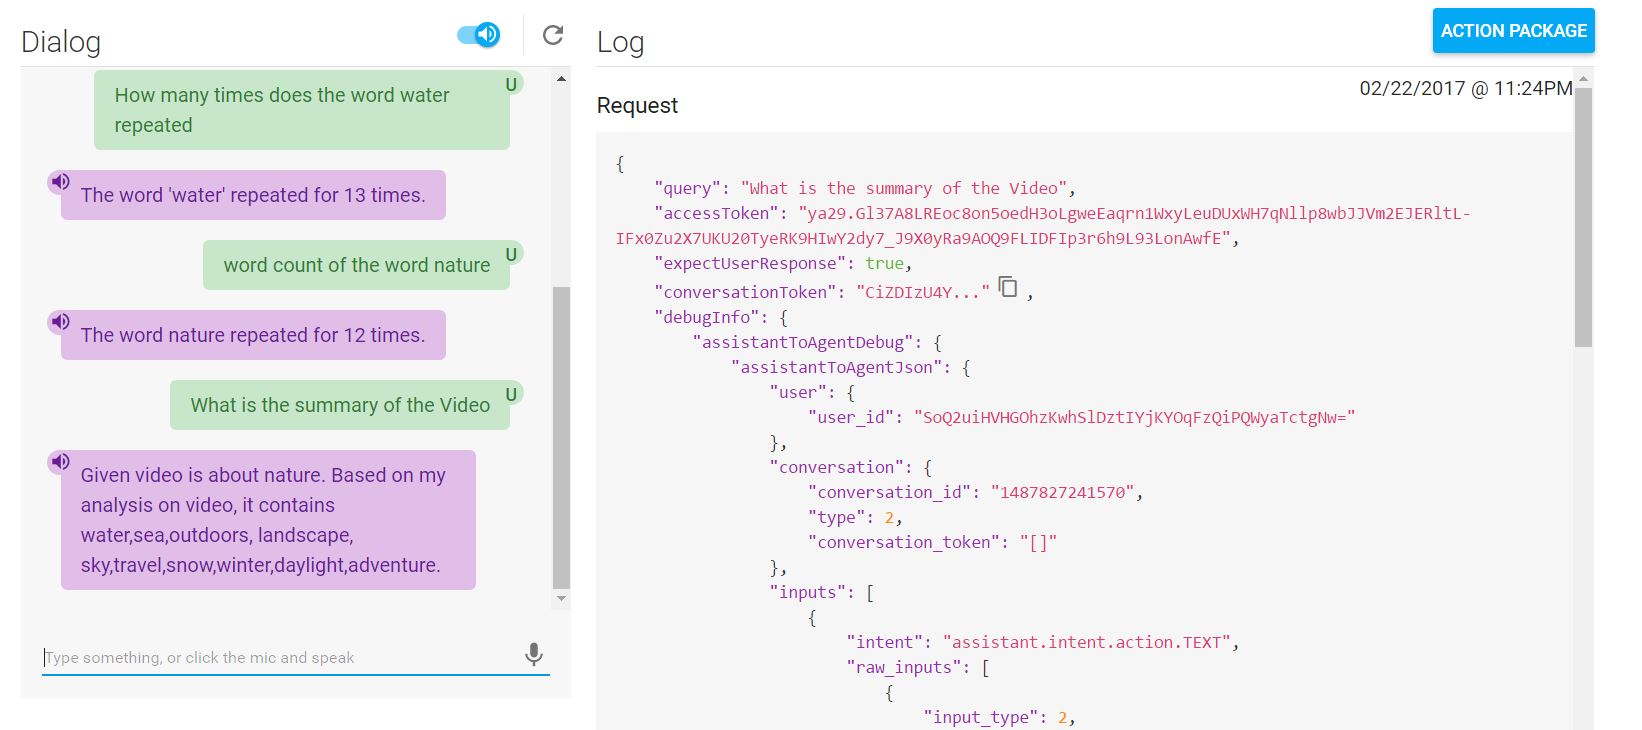 Dialog
How many times does the word water
repeated
U
The word 'water' repeated for 13 times.
word count of the word nature
U
The word nature repeated for 12 times.
What is the summary of the Video
U
Given video is about nature. Based on my
analysis on video, it contains
water,sea,outdoors, landscape,
sky,travel,snow,winter,daylight,adventure.
Type something, or click the mic and speak
Log
ACTION PACKAGE
02/22/2017 @ 11:24PM
Request
{
"query": "What is the summary of the Video",
"accessToken": "ya29.Gl37A8LREoc8on5oedH3oLgweEaqrn1WxyLeuDUxWH7qNllp8wbJJVm2EJERltL-
IFx0Zu2X7UKU20TyeRK9HIwY2dy7_J9X0yRa9AOQ9FLIDFIp3r6h9L93LonAwfE",
"expectUserResponse": true,
"conversationToken": "CiZDIzU4Y..." ,
"debugInfo": {
"assistantToAgentDebug": {
"assistantToAgentJson": {
"user": {
"user_id": "SoQ2uiHVHGOhzKwhSlDztIYjKYOqFzQiPQWyaTctgNw="
},
"conversation": {
"conversation_id": "1487827241570",
"type": 2,
"conversation_token": "[]"
},
"inputs": [
{
"intent": "assistant.intent.action.TEXT",
"raw_inputs": [
{
"input_type": 2,